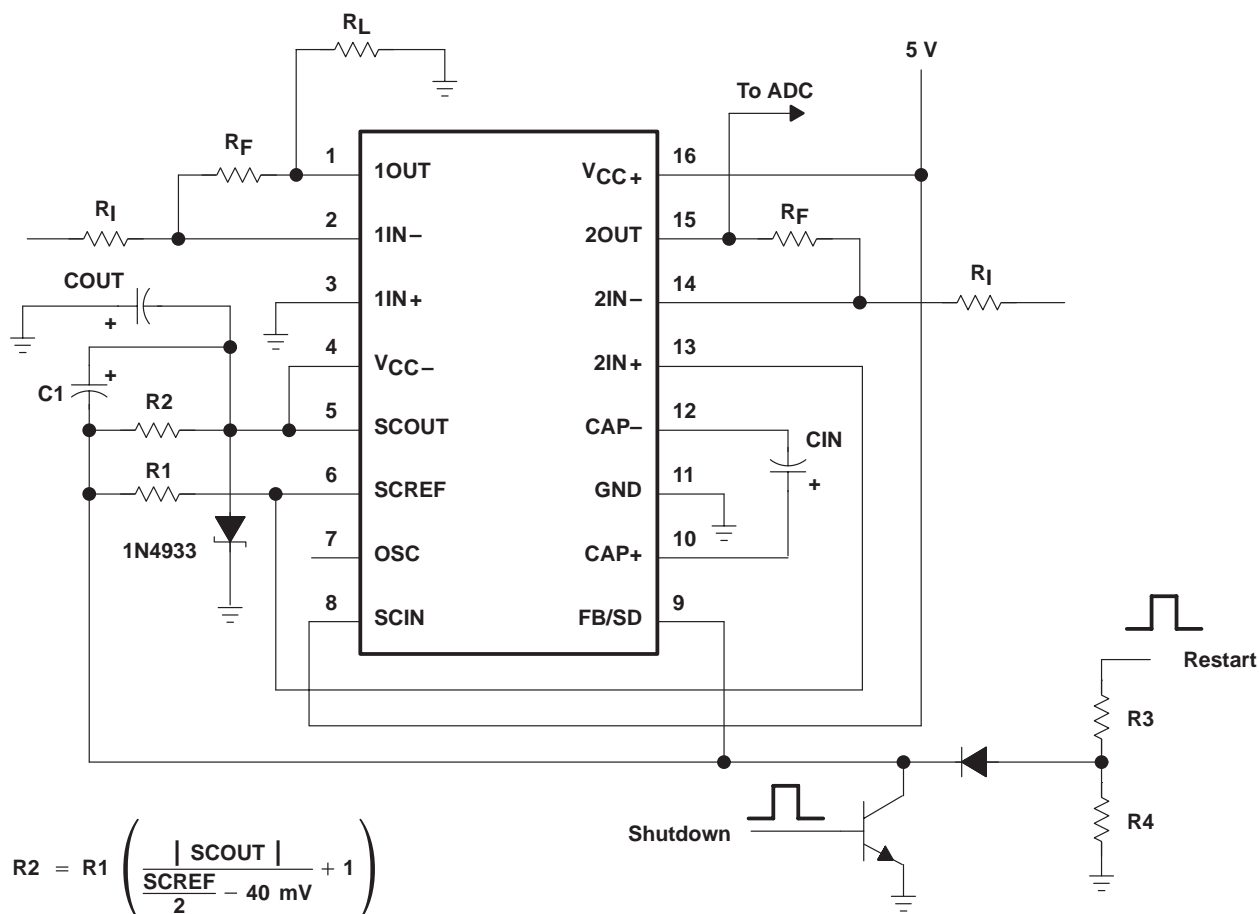 RL
5 V
To ADC
RF
1
1OUT
VCC+
16
RI
2
1IN−
2OUT
15
RF
COUT
+
3
1IN+
2IN−
14
RI
C1
+
4
VCC−
2IN+
13
R2
5
SCOUT
CAP−
12
CIN
+
R1
6
SCREF
GND
11
1N4933
7
OSC
CAP+
10
8
SCIN
FB/SD
9
Restart
R3
Shutdown
R4
R2 = R1 ( | SCOUT | / (SCREF / 2 − 40 mV) + 1 )